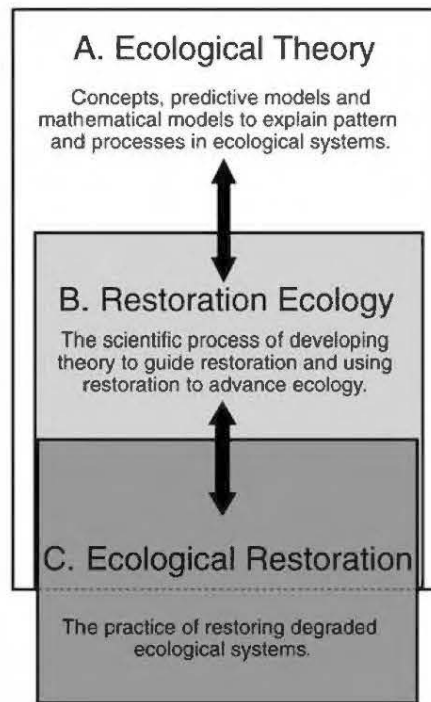 A. Ecological Theory
Concepts, predictive models and
mathematical models to explain pattern
and processes in ecological systems.
B. Restoration Ecology
The scientific process of developing
theory to guide restoration and using
restoration to advance ecology.
C. Ecological Restoration
The practice of restoring degraded
ecological systems.